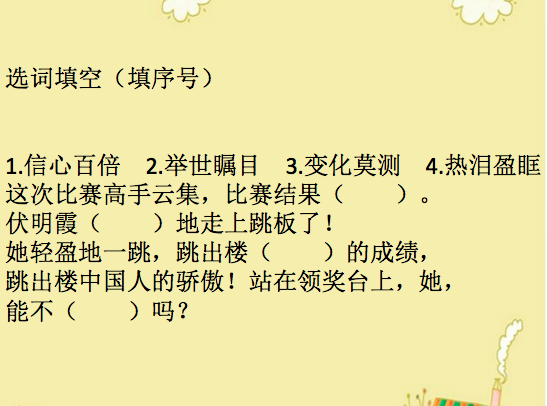 选词填空（填序号）
1.信心百倍 2.举世瞩目 3.变化莫测 4.热泪盈眶
这次比赛高手云集，比赛结果（ ）。
伏明霞（ ）地走上跳板了！
她轻盈地一跳，跳出楼（ ）的成绩，
跳出楼中国人的骄傲！站在领奖台上，她，
能不（ ）吗？